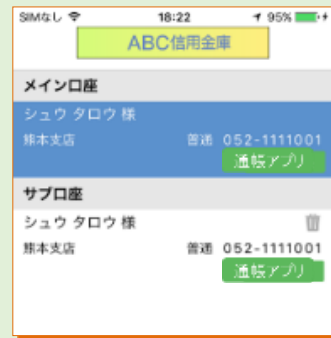 SIMなし 18:22 95%
ABC信用金庫
メイン口座
シュウ タロウ 様
熊本支店 普通 052-1111001
通帳アプリ
サブ口座
シュウ タロウ 様
熊本支店 普通 052-1111001
通帳アプリ